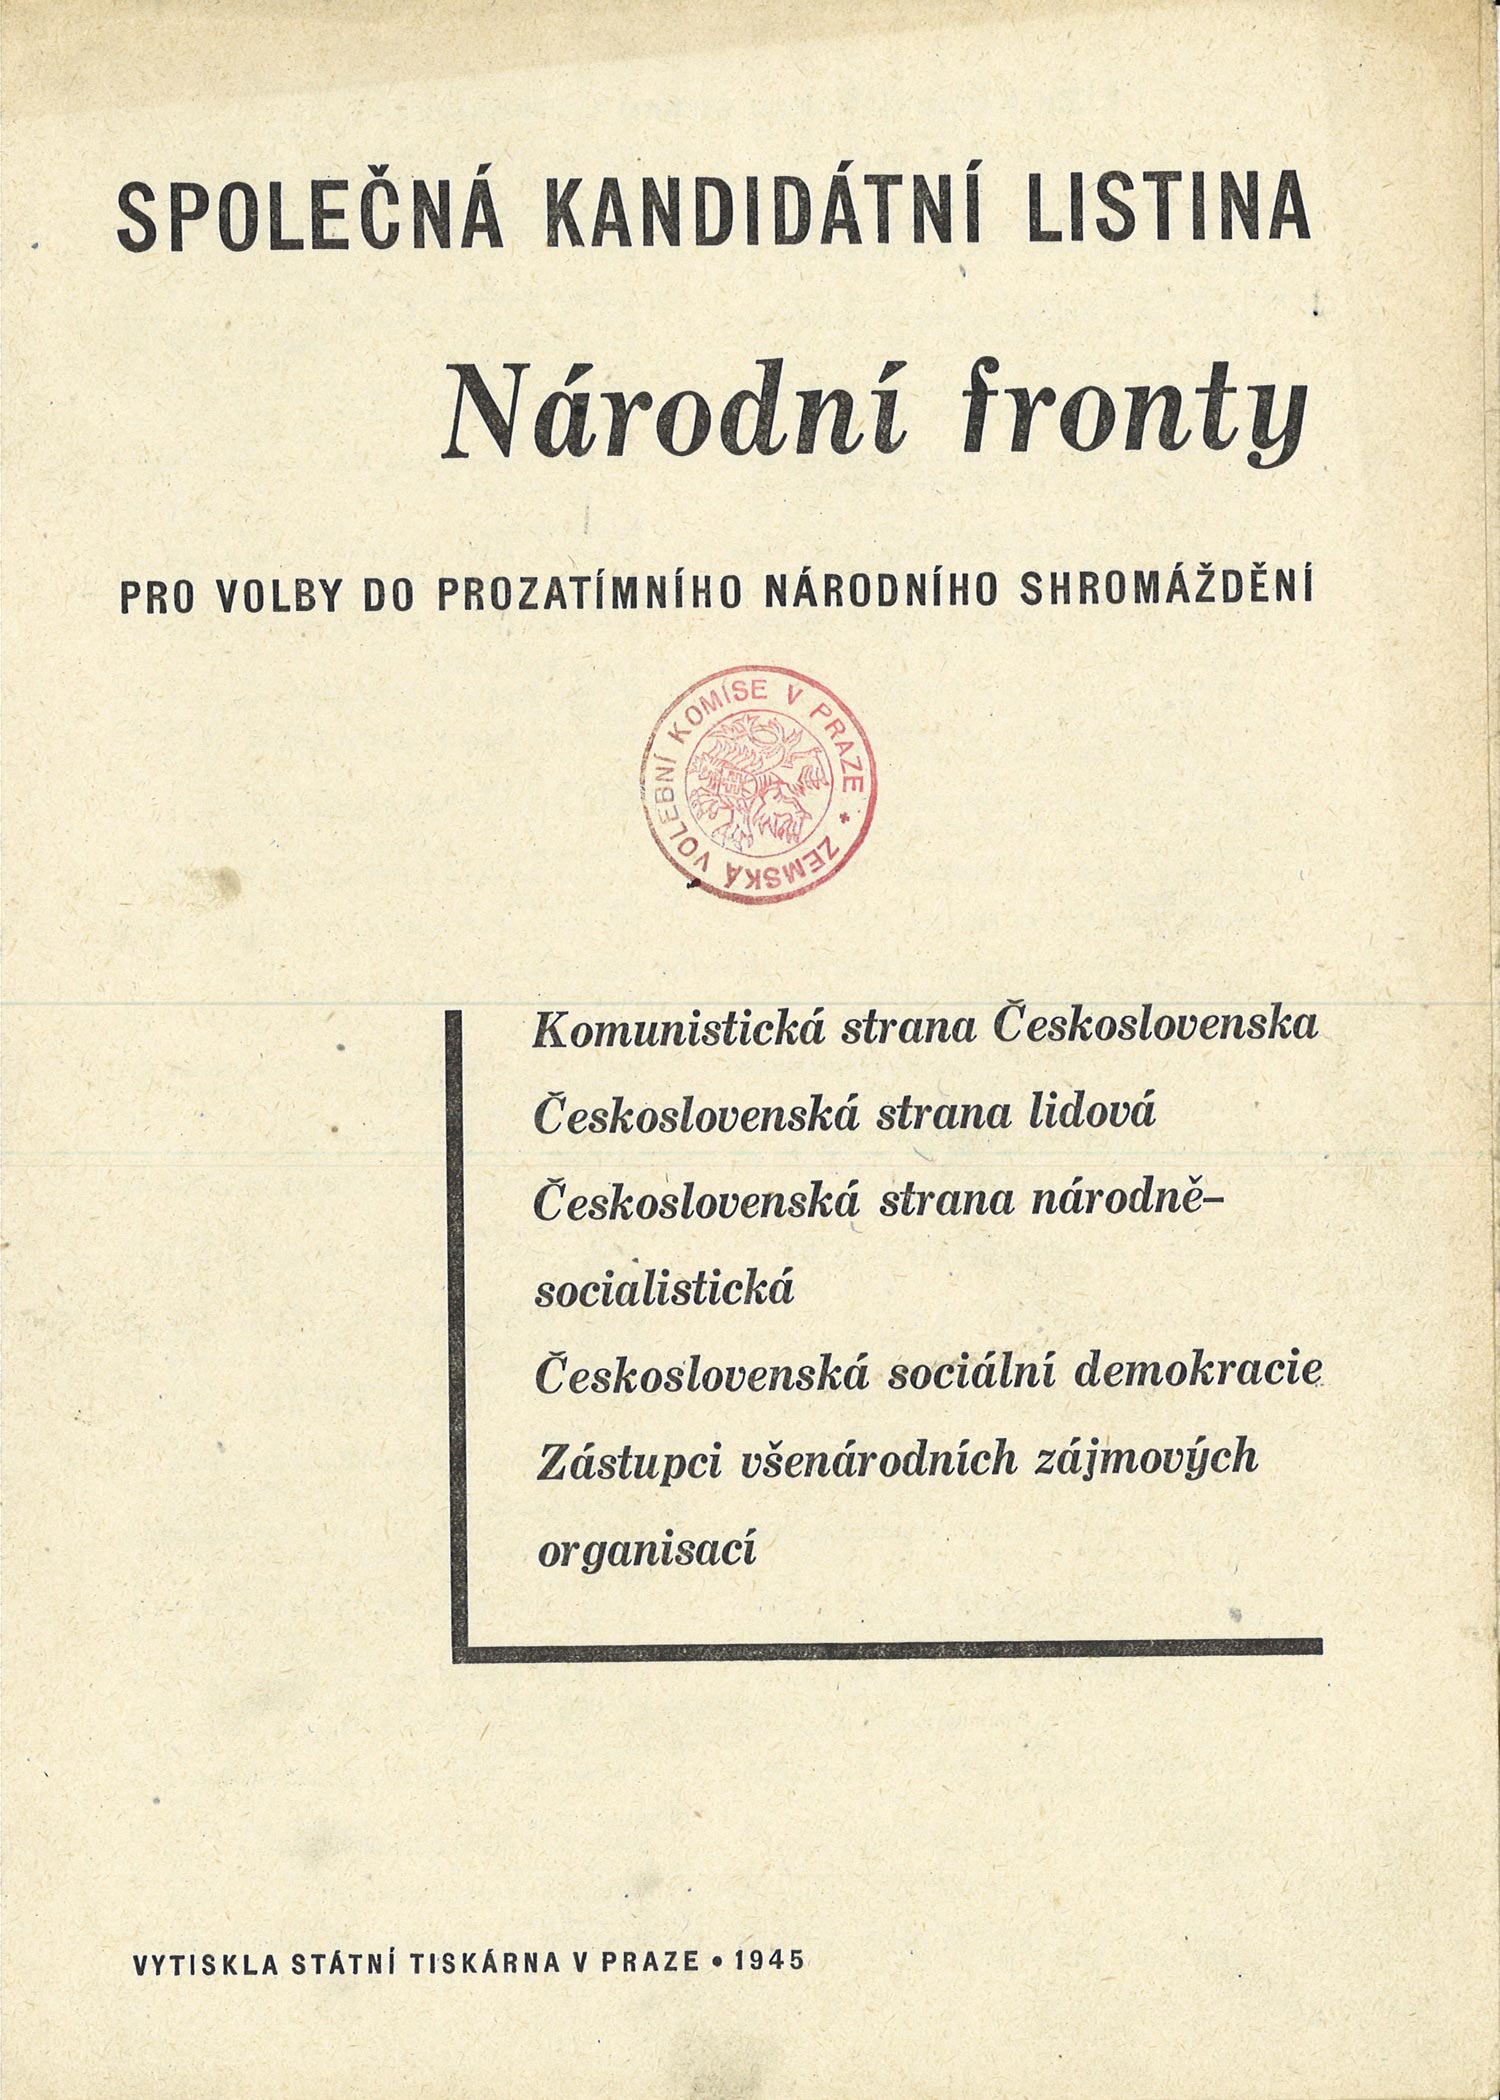 SPOLEČNÁ KANDIDÁTNÍ LISTINA
Národní fronty
PRO VOLBY DO PROZATÍMNÍHO NÁRODNÍHO SHROMÁŽDĚNÍ
ZEMSKÁ VOLEBNÍ KOMISE V PRAZE
Komunistická strana Československa
Československá strana lidová
Československá strana národně-
socialistická
Československá sociální demokracie
Zástupci všenárodních zájmových
organisací
VYTISKLA STÁTNÍ TISKÁRNA V PRAZE • 1945